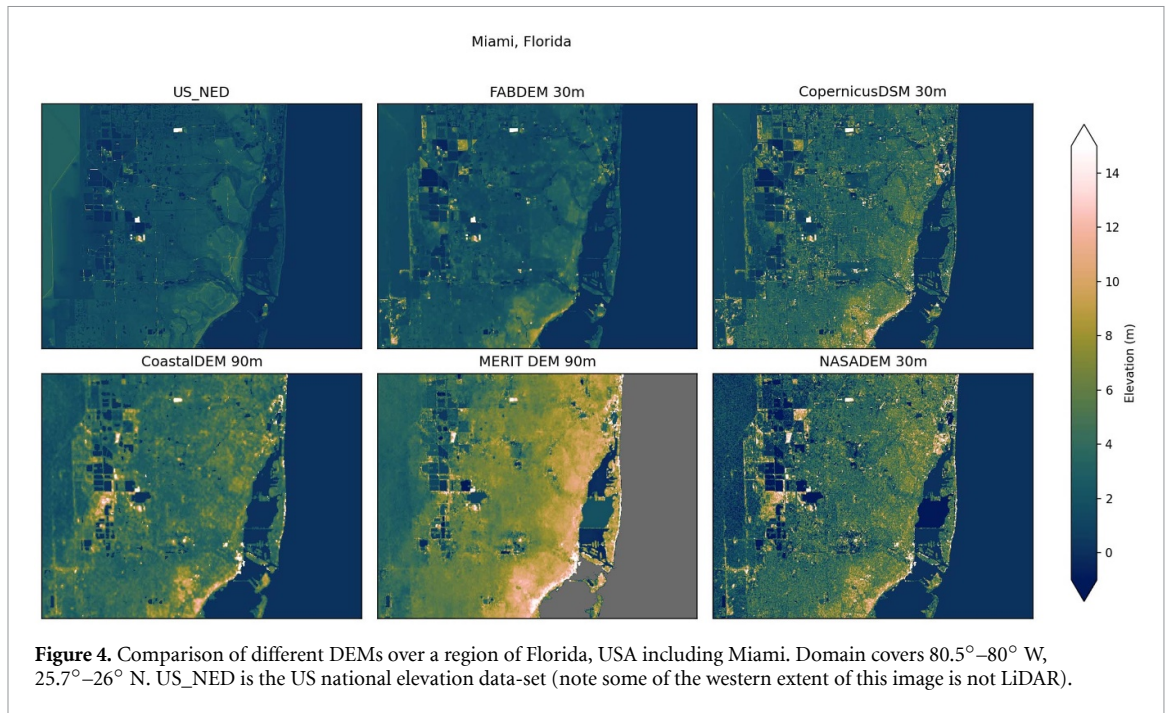 Miami, Florida
US_NED
FABDEM 30m
CopernicusDSM 30m
CoastalDEM 90m
MERIT DEM 90m
NASADEM 30m
14
12
10
8
6
4
2
0
Elevation (m)
Figure 4. Comparison of different DEMs over a region of Florida, USA including Miami. Domain covers 80.5°–80° W,
25.7°–26° N. US_NED is the US national elevation data-set (note some of the western extent of this image is not LiDAR).